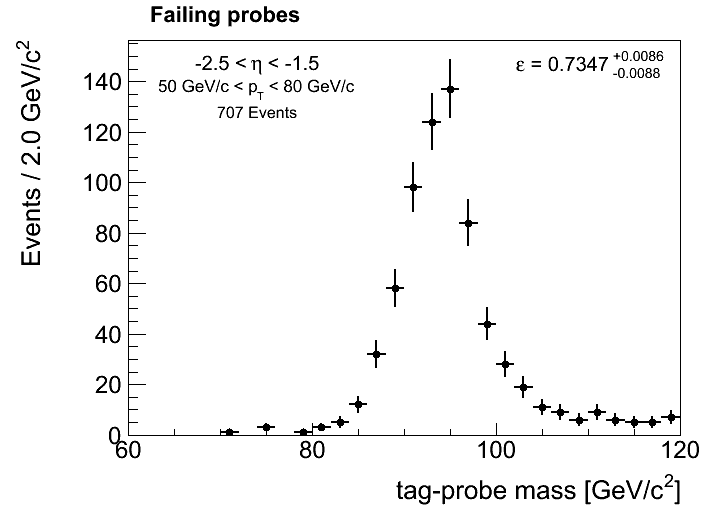 Failing probes
-2.5 < η < -1.5
50 GeV/c < p_T < 80 GeV/c
707 Events
ε = 0.7347 +0.0086 -0.0088
Events / 2.0 GeV/c²
140
120
100
80
60
40
20
0
60 80 100 120
tag-probe mass [GeV/c²]